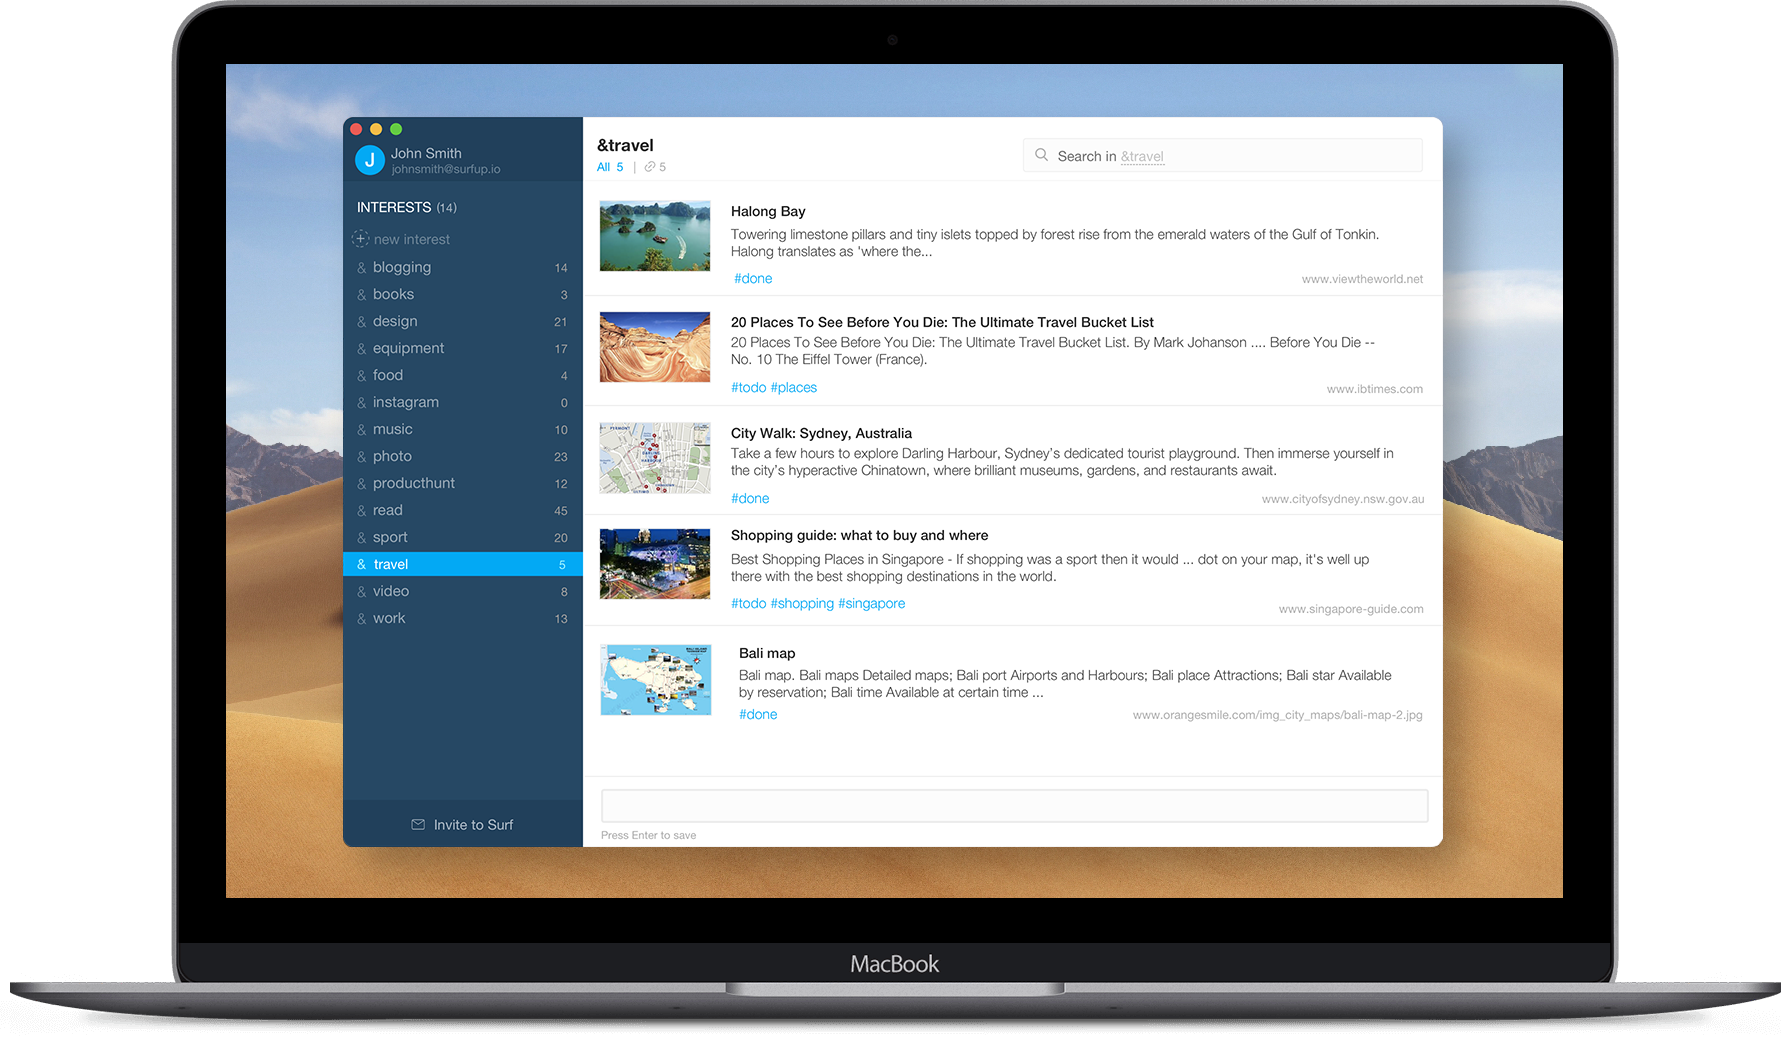 John Smith
J
johnsmith@surfup.io
INTERESTS (14)
new interest
& blogging 14
& books 3
& design 21
& equipment 17
& food 4
& instagram 0
& music 10
& photo 23
& producthunt 12
& read 45
& sport 20
& travel 5
& video 8
& work 13
Invite to Surf
&travel
All 5 | 5
Search in &travel
Halong Bay
Towering limestone pillars and tiny islets topped by forest rise from the emerald waters of the Gulf of Tonkin.
Halong translates as 'where the...
#done
www.viewtheworld.net
20 Places To See Before You Die: The Ultimate Travel Bucket List
20 Places To See Before You Die: The Ultimate Travel Bucket List. By Mark Johanson .... Before You Die --
No. 10 The Eiffel Tower (France).
#todo #places
www.ibtimes.com
City Walk: Sydney, Australia
Take a few hours to explore Darling Harbour, Sydney's dedicated tourist playground. Then immerse yourself in
the city's hyperactive Chinatown, where brilliant museums, gardens, and restaurants await.
#done
www.cityofsydney.nsw.gov.au
Shopping guide: what to buy and where
Best Shopping Places in Singapore - If shopping was a sport then it would ... dot on your map, it's well up
there with the best shopping destinations in the world.
#todo #shopping #singapore
www.singapore-guide.com
Bali map
Bali map. Bali maps Detailed maps; Bali port Airports and Harbours; Bali place Attractions; Bali star Available
by reservation; Bali time Available at certain time ...
#done
www.orangesmile.com/img_city_maps/bali-map-2.jpg
Press Enter to save
MacBook